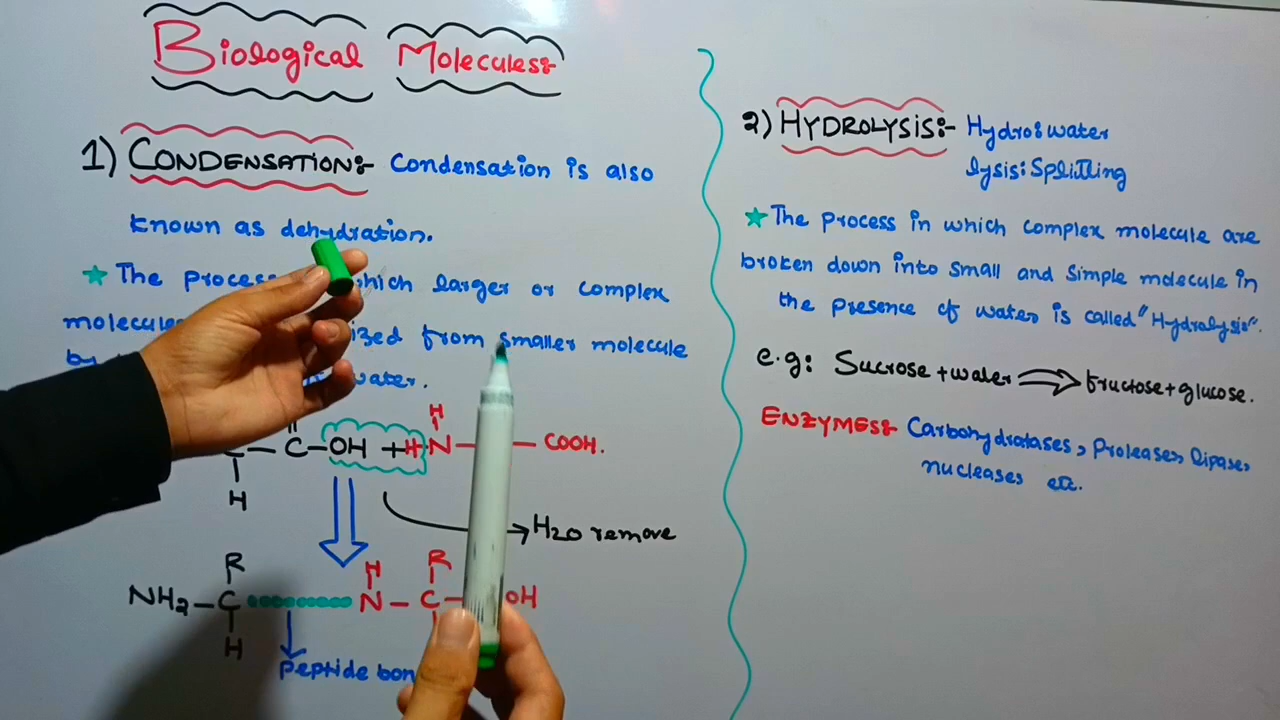 Biological Molecules:-
1) CONDENSATION:- Condensation is also
known as dehydration.
★ The process which larger or complex
molecule ized from smaller molecule
by water.
C – C – OH + H N – COOH.
H
H
H2O remove
R H R
NH2 – C N – C – OH
H
Peptide bon
2) HYDROLYSIS:- Hydro: water
lysis: Splitting
★ The process in which complex molecule are
broken down into small and simple molecule in
the presence of water is called "Hydrolysis".
e.g: Sucrose + water ⇒ fructose + glucose.
ENZYMES:- Carbohydratases, Proteases, lipases,
nucleases etc.